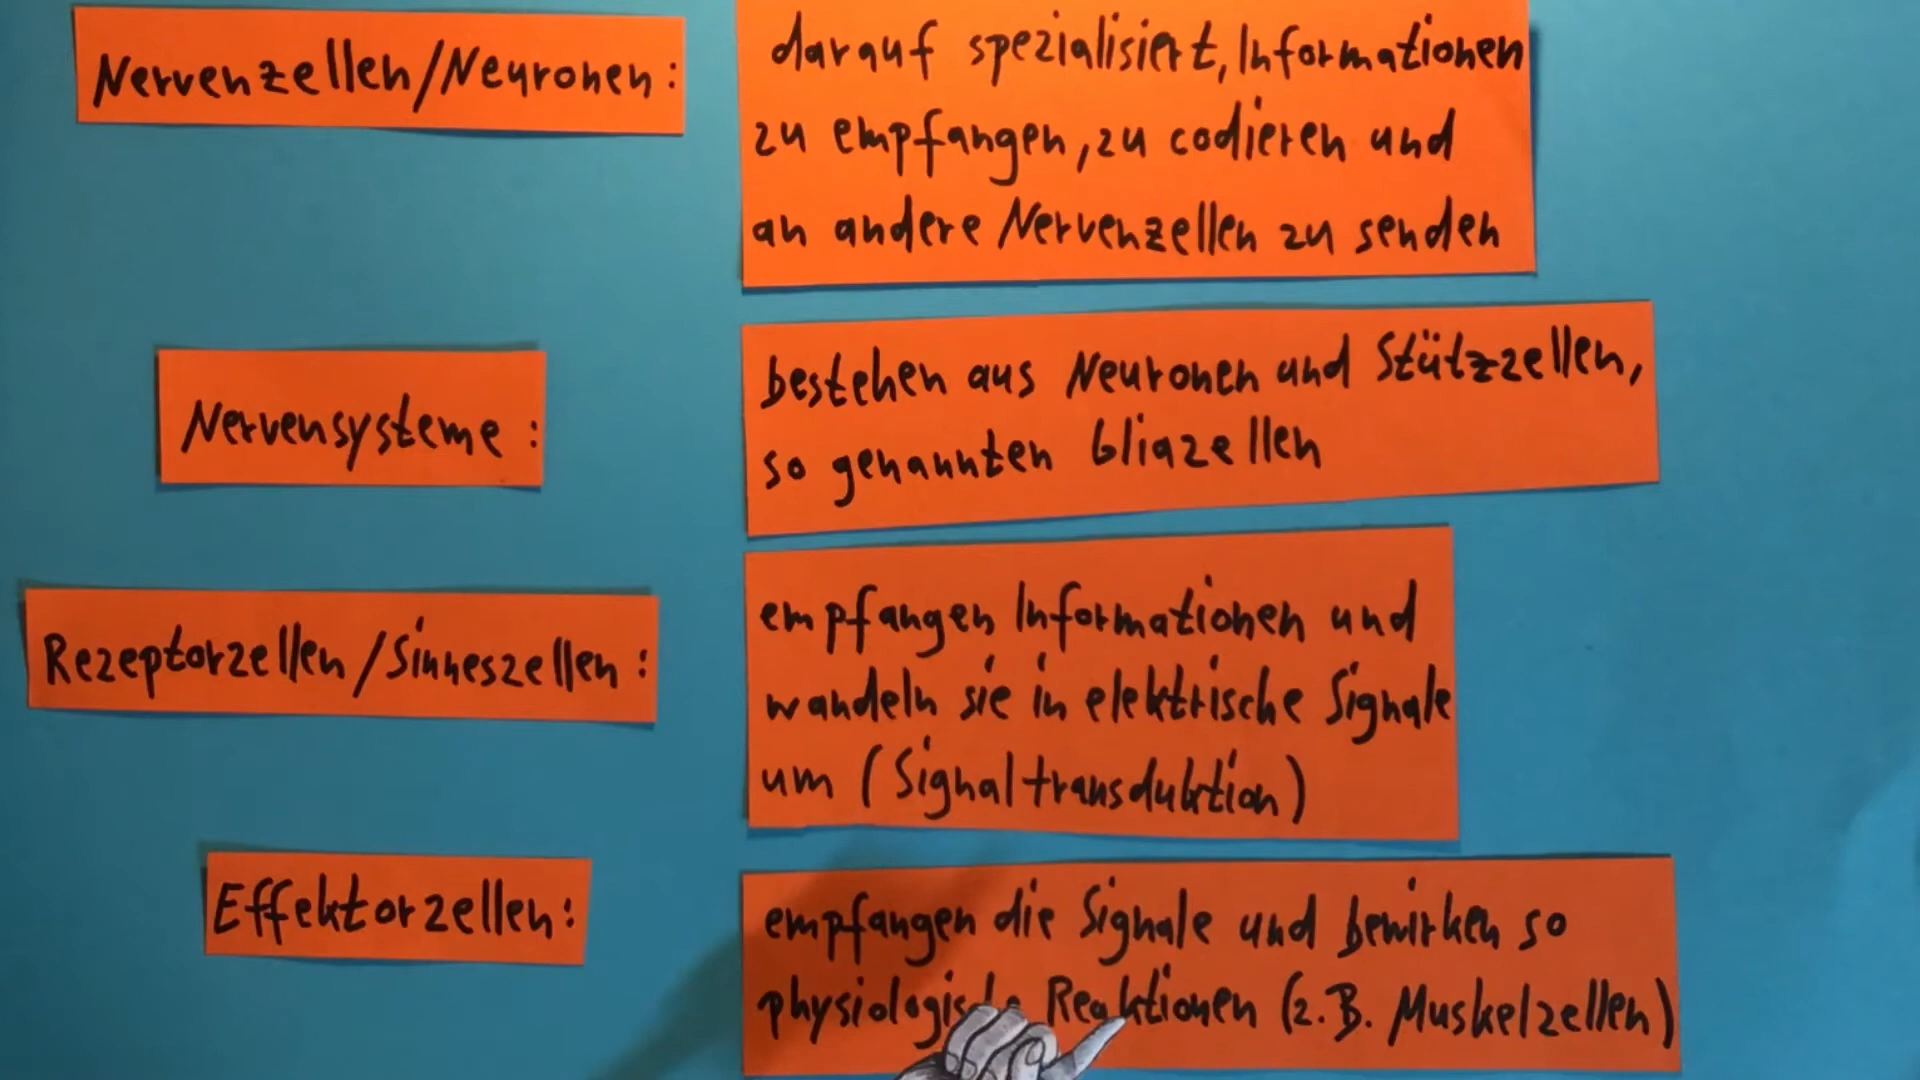 Nervenzellen/Neuronen:
darauf spezialisiert, Informationen
zu empfangen, zu codieren und
an andere Nervenzellen zu senden
Nervensysteme:
bestehen aus Neuronen und Stützzellen,
so genannten Gliazellen
Rezeptorzellen/Sinneszellen:
empfangen Informationen und
wandeln sie in elektrische Signale
um (Signaltransduktion)
Effektorzellen:
empfangen die Signale und bewirken so
physiologische Reaktionen (z.B. Muskelzellen)